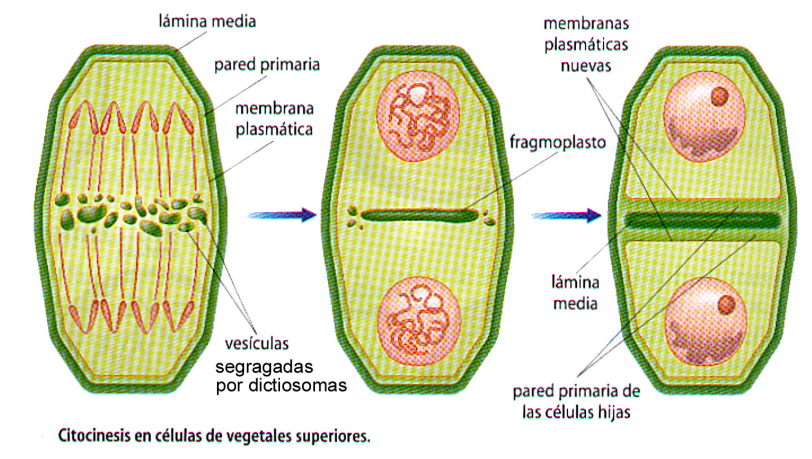 lámina media
pared primaria
membrana
plasmática
vesículas
segragadas
por dictiosomas
fragmoplasto
membranas
plasmáticas
nuevas
lámina
media
pared primaria de
las células hijas
Citocinesis en células de vegetales superiores.